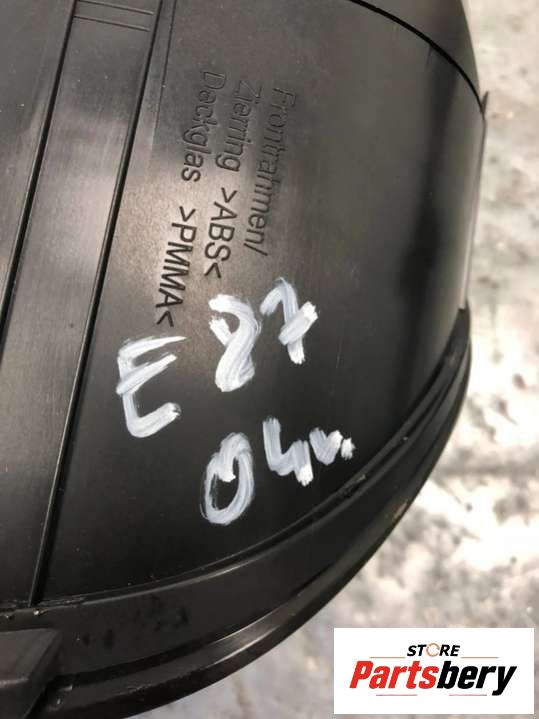 Frontrahmen/
Zierring >ABS<
Deckglas >PMMA<
E 87
04
STORE
Partsbery